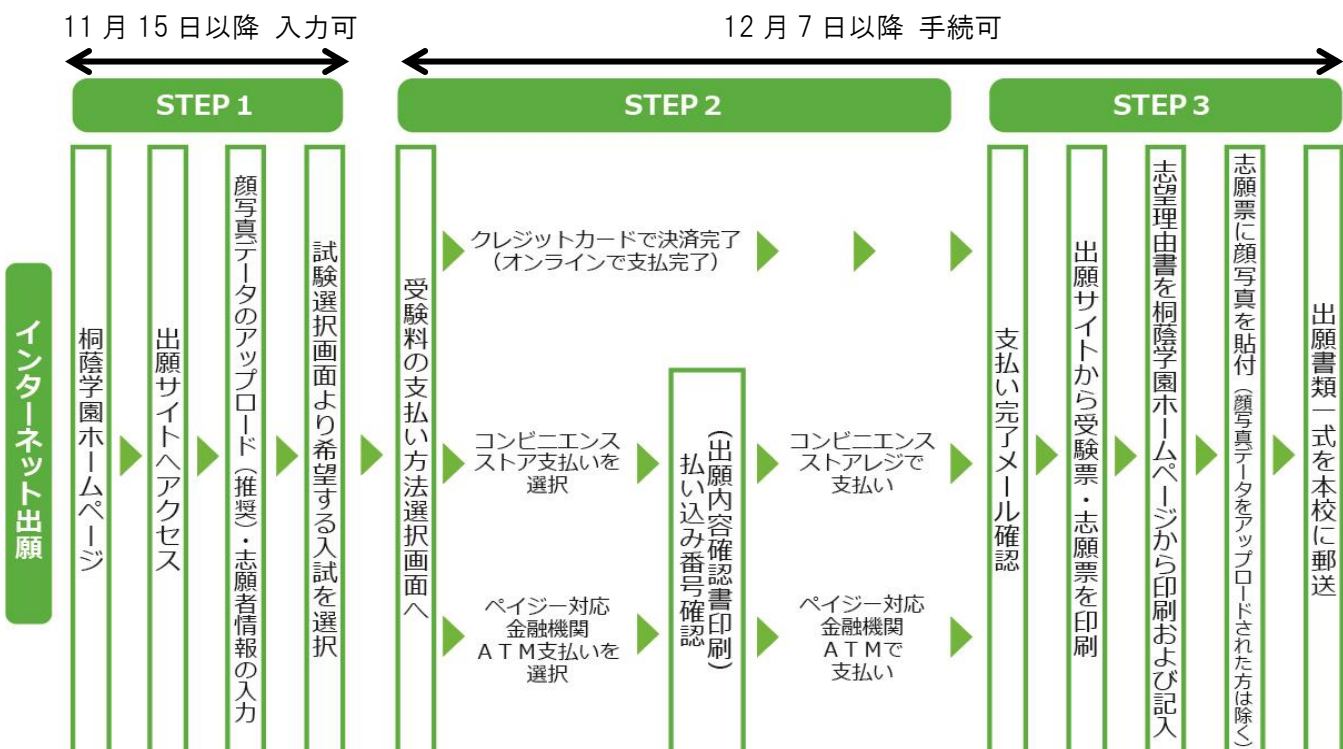 11月15日以降 入力可
12月7日以降 手続可
STEP 1
STEP 2
STEP 3
インターネット出願
桐蔭学園ホームページ
出願サイトへアクセス
顔写真データのアップロード（推奨）・志願者情報の入力
試験選択画面より希望する入試を選択
受験料の支払い方法選択画面へ
クレジットカードで決済完了
（オンラインで支払完了）
コンビニエンス
ストア支払いを
選択
ペイジー対応
金融機関
ＡＴＭ支払いを
選択
（出願内容確認書印刷）
払い込み番号確認
コンビニエンス
ストアレジで
支払い
ペイジー対応
金融機関
ＡＴＭで
支払い
支払い完了メール確認
出願サイトから受験票・志願票を印刷
志望理由書を桐蔭学園ホームページから印刷および記入
志願票に顔写真を貼付（顔写真データをアップロードされた方は除く）
出願書類一式を本校に郵送